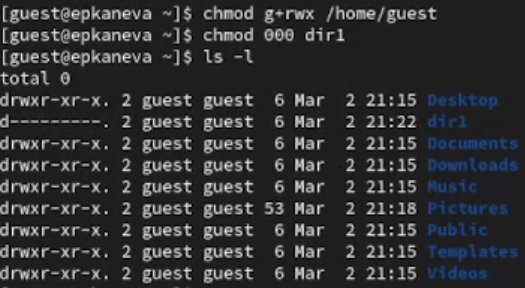 [guest@epkaneva ~]$ chmod g+rwx /home/guest
[guest@epkaneva ~]$ chmod 000 dir1
[guest@epkaneva ~]$ ls -l
total 0
drwxr-xr-x. 2 guest guest  6 Mar  2 21:15 Desktop
d---------. 2 guest guest  6 Mar  2 21:22 dir1
drwxr-xr-x. 2 guest guest  6 Mar  2 21:15 Documents
drwxr-xr-x. 2 guest guest  6 Mar  2 21:15 Downloads
drwxr-xr-x. 2 guest guest  6 Mar  2 21:15 Music
drwxr-xr-x. 2 guest guest 53 Mar  2 21:18 Pictures
drwxr-xr-x. 2 guest guest  6 Mar  2 21:15 Public
drwxr-xr-x. 2 guest guest  6 Mar  2 21:15 Templates
drwxr-xr-x. 2 guest guest  6 Mar  2 21:15 Videos